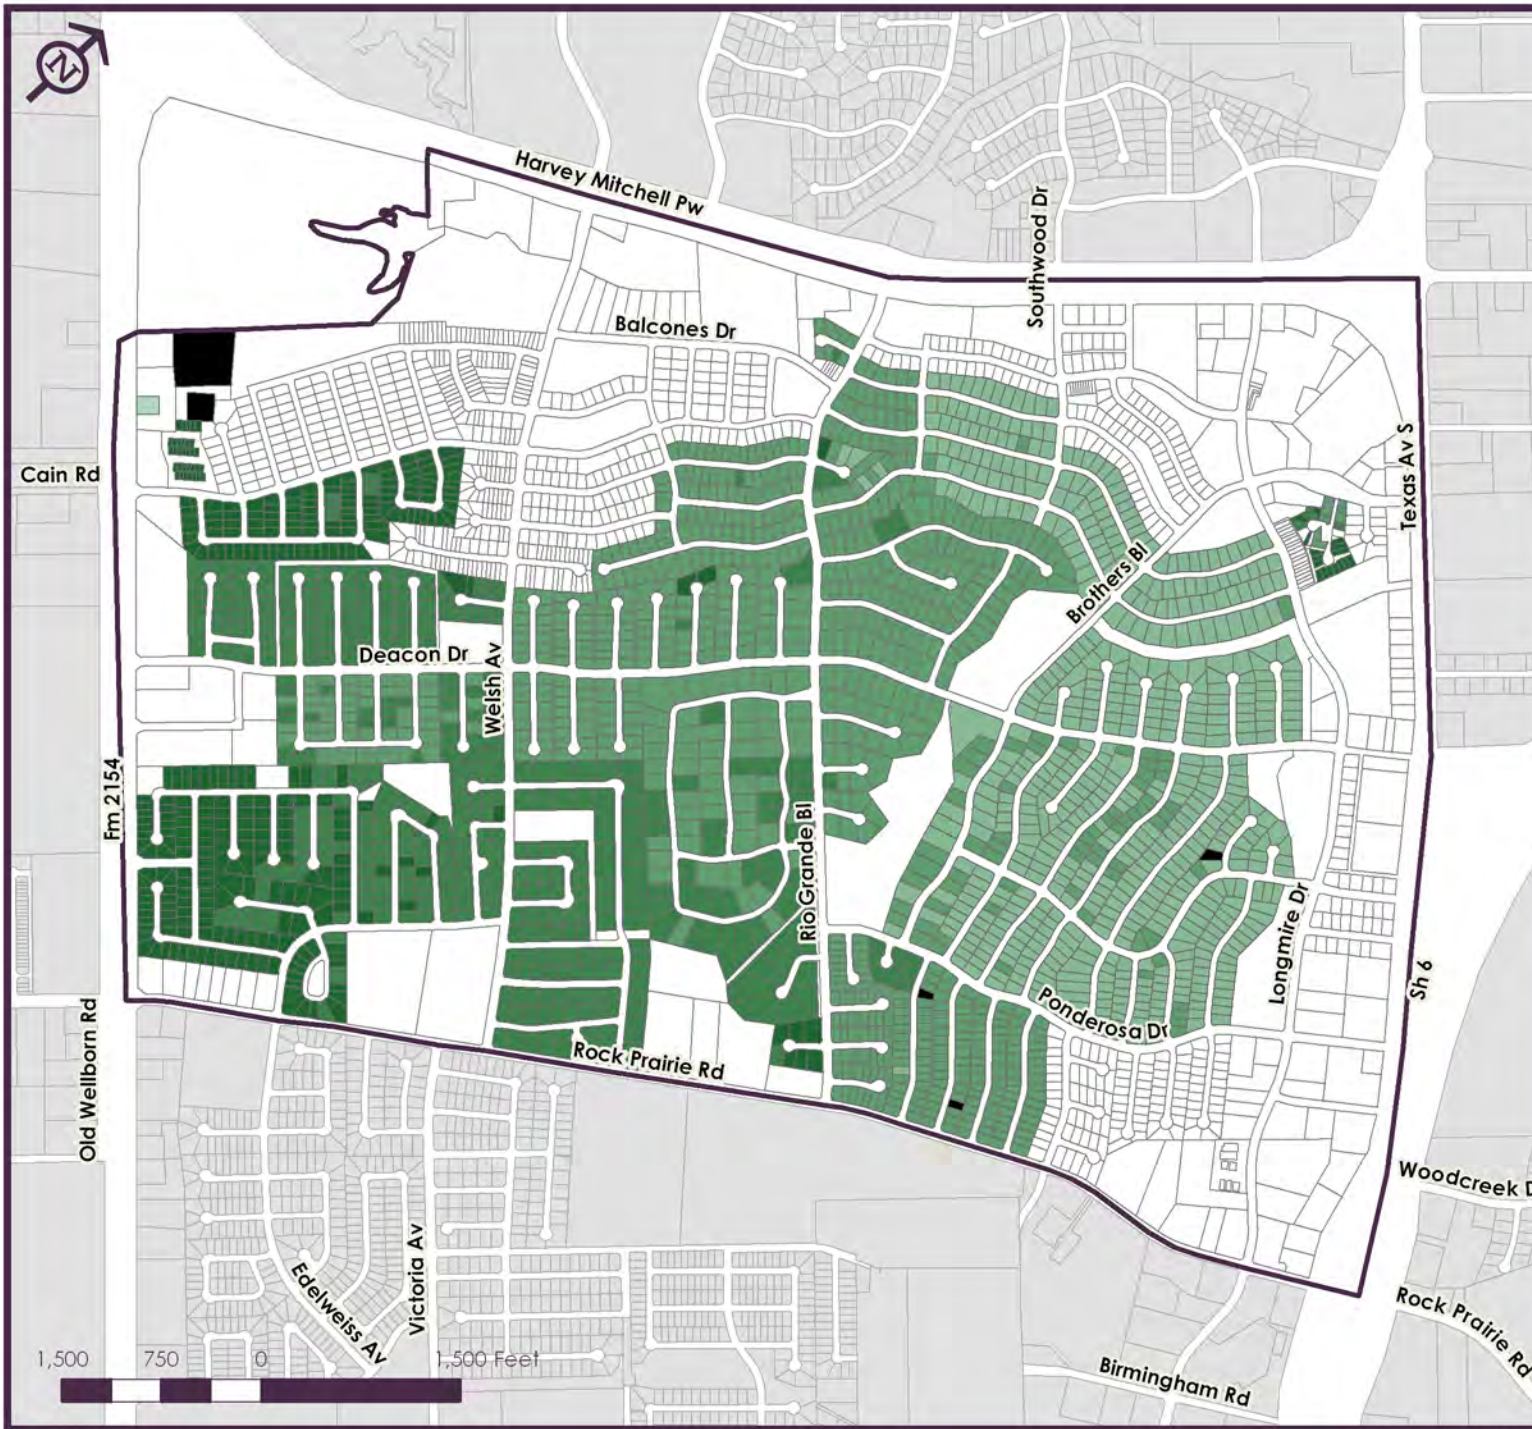 N
Harvey Mitchell Pw
Southwood Dr
Balcones Dr
Texas Av S
Cain Rd
Brothers Bl
Deacon Dr
Welsh Av
Fm 2154
Rio Grande Bl
Longmire Dr
Sh 6
Ponderosa Dr
Old Wellborn Rd
Rock Prairie Rd
Woodcreek D
Victoria Av
Edelweiss Av
Rock Prairie Rd
Birmingham Rd
1,500 750 0 1,500 Feet